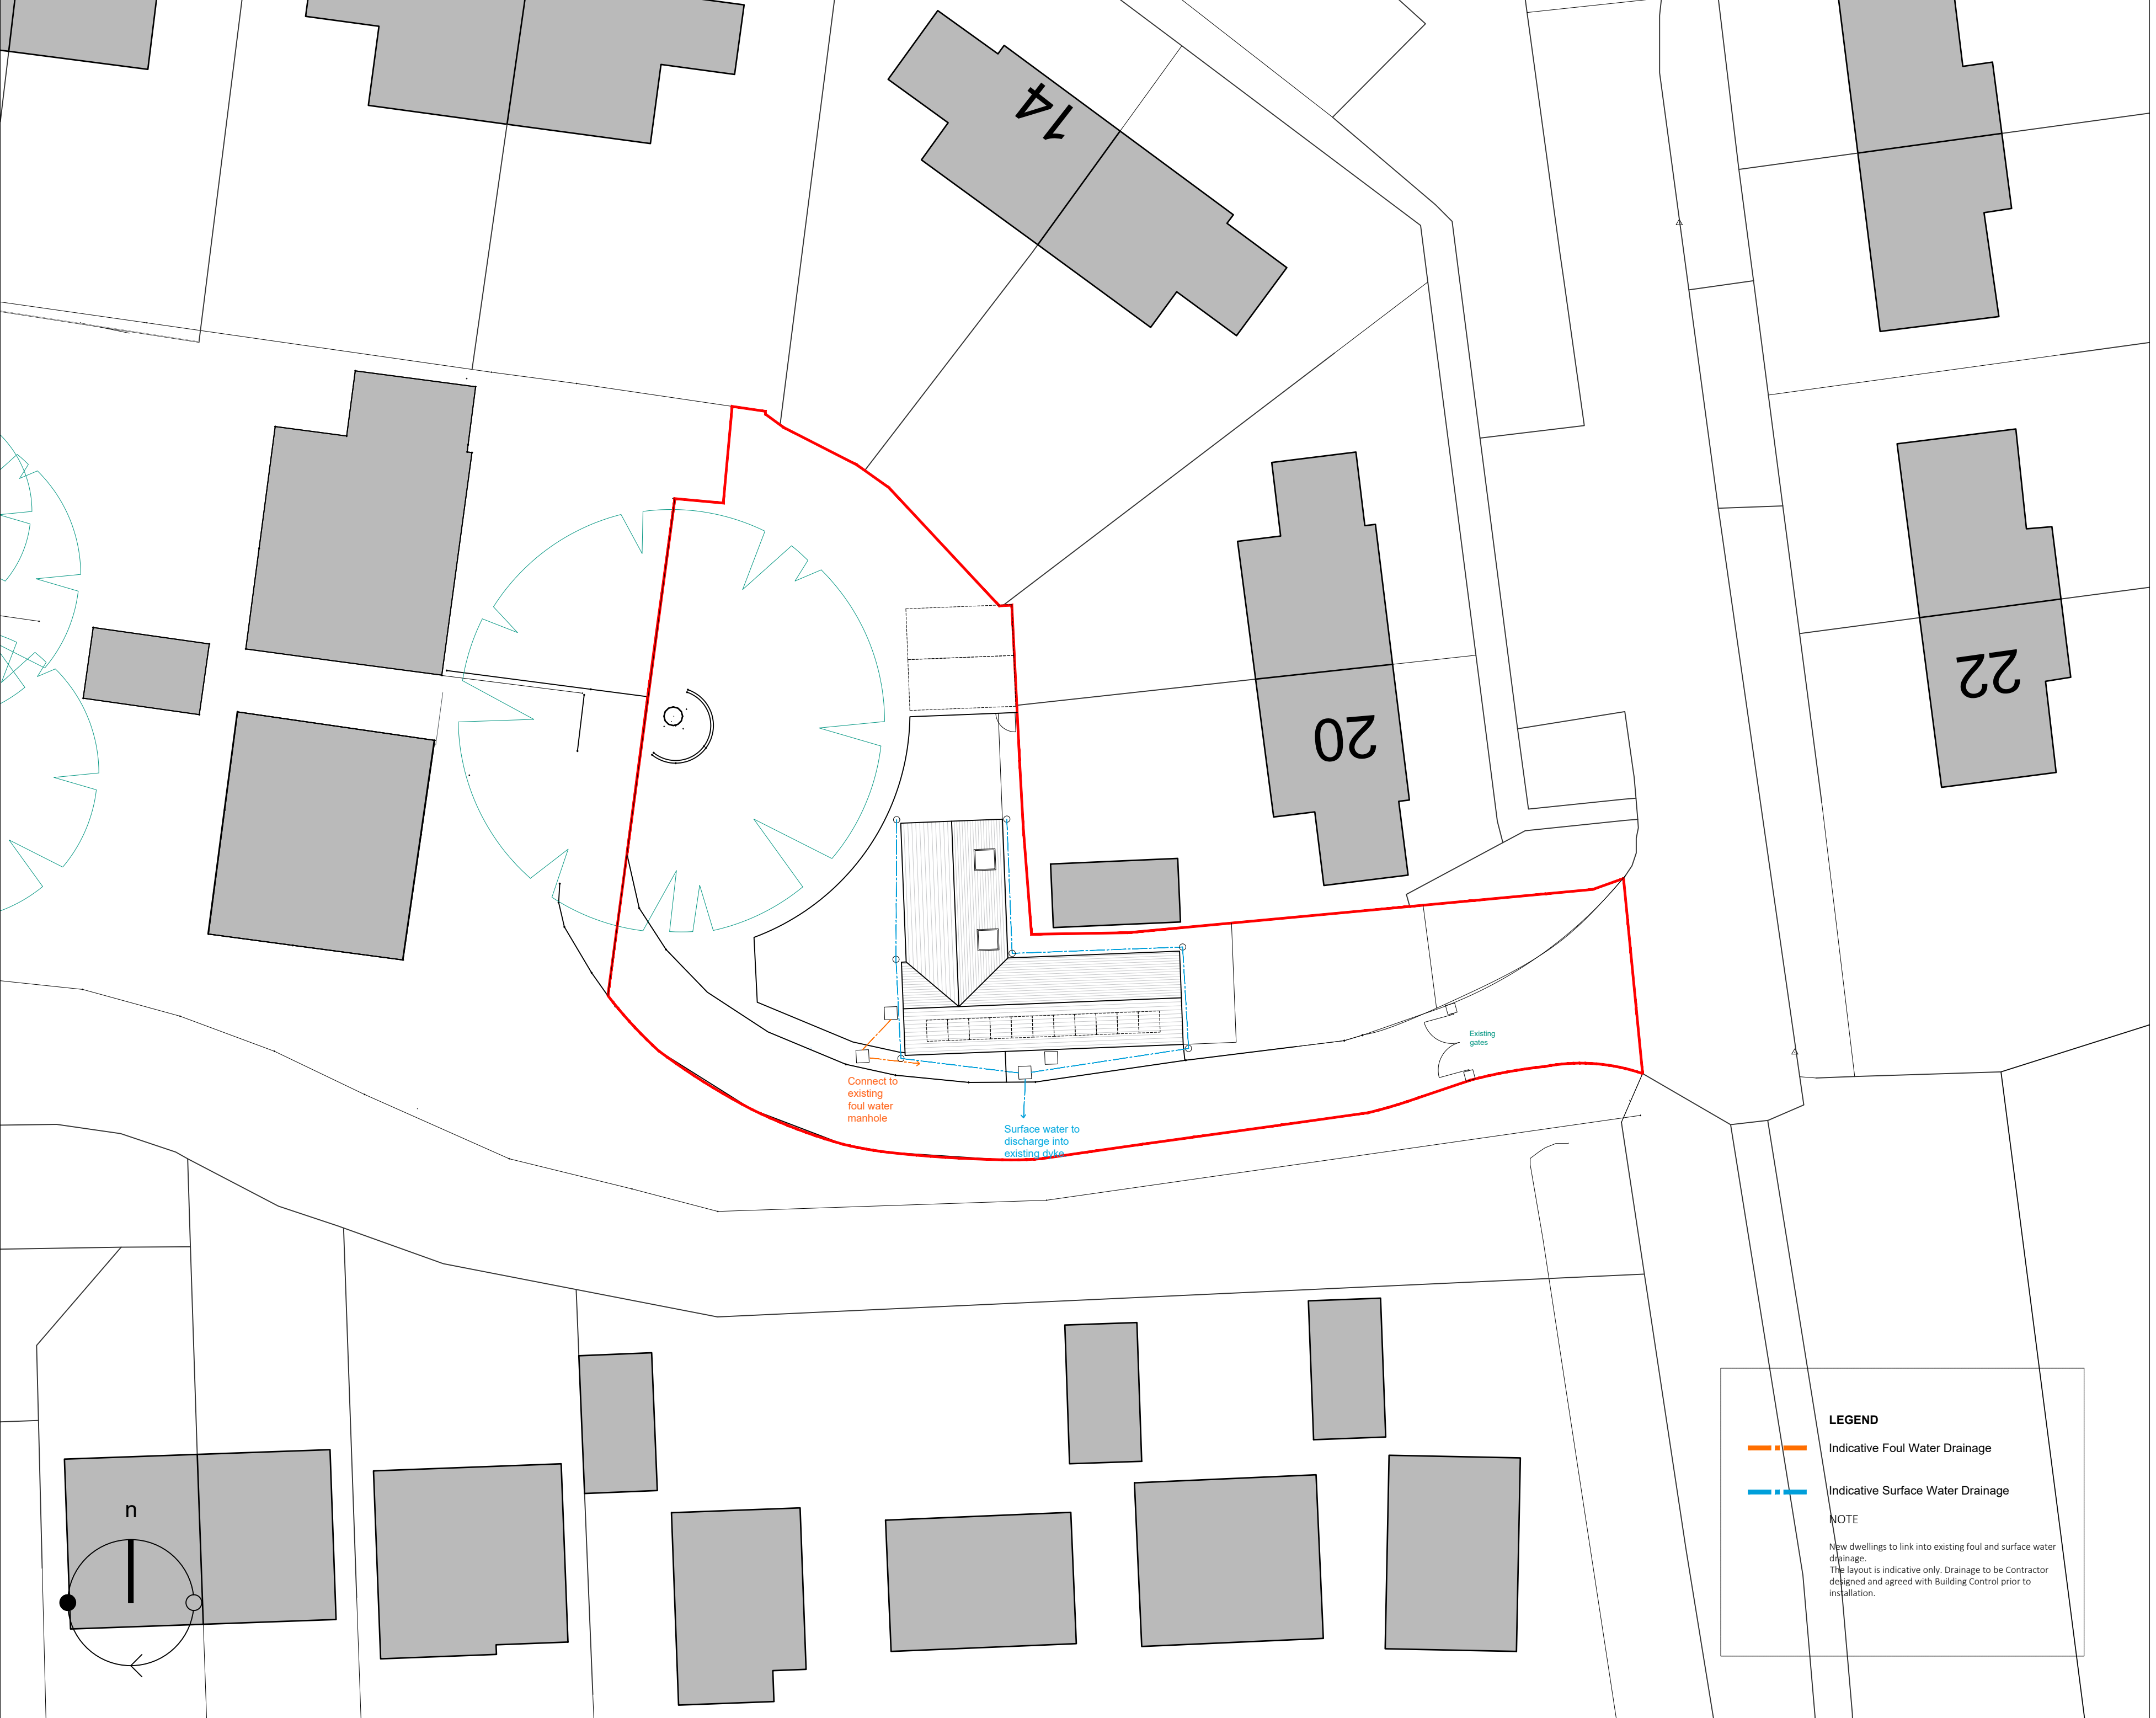 14
20
22
Existing
gates
Connect to
existing
foul water
manhole
Surface water to
discharge into
existing dyke
LEGEND
Indicative Foul Water Drainage
Indicative Surface Water Drainage
NOTE
New dwellings to link into existing foul and surface water
drainage.
The layout is indicative only. Drainage to be Contractor
designed and agreed with Building Control prior to
installation.
n